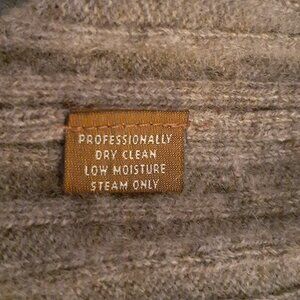 PROFESSIONALLY
DRY CLEAN
LOW MOISTURE
STEAM ONLY